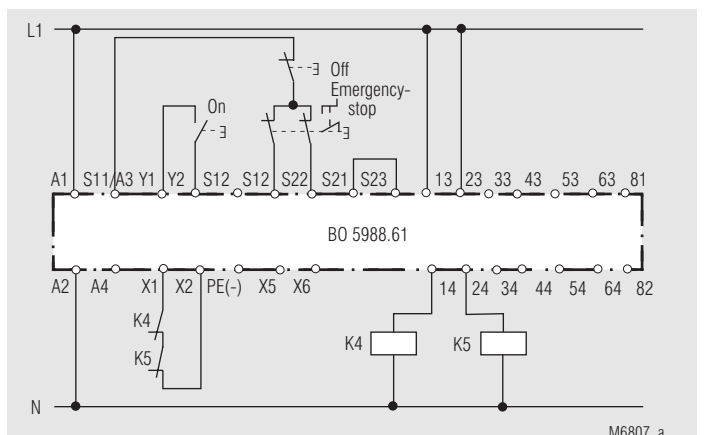 L1
Off
Emergency-
stop
On
A1 S11/A3 Y1 Y2 S12 S12 S22 S21 S23 13 23 33 43 53 63 81
BO 5988.61
A2 A4 X1 X2 PE(-) X5 X6 14 24 34 44 54 64 82
K4
K5
K4
K5
N
M6807_a